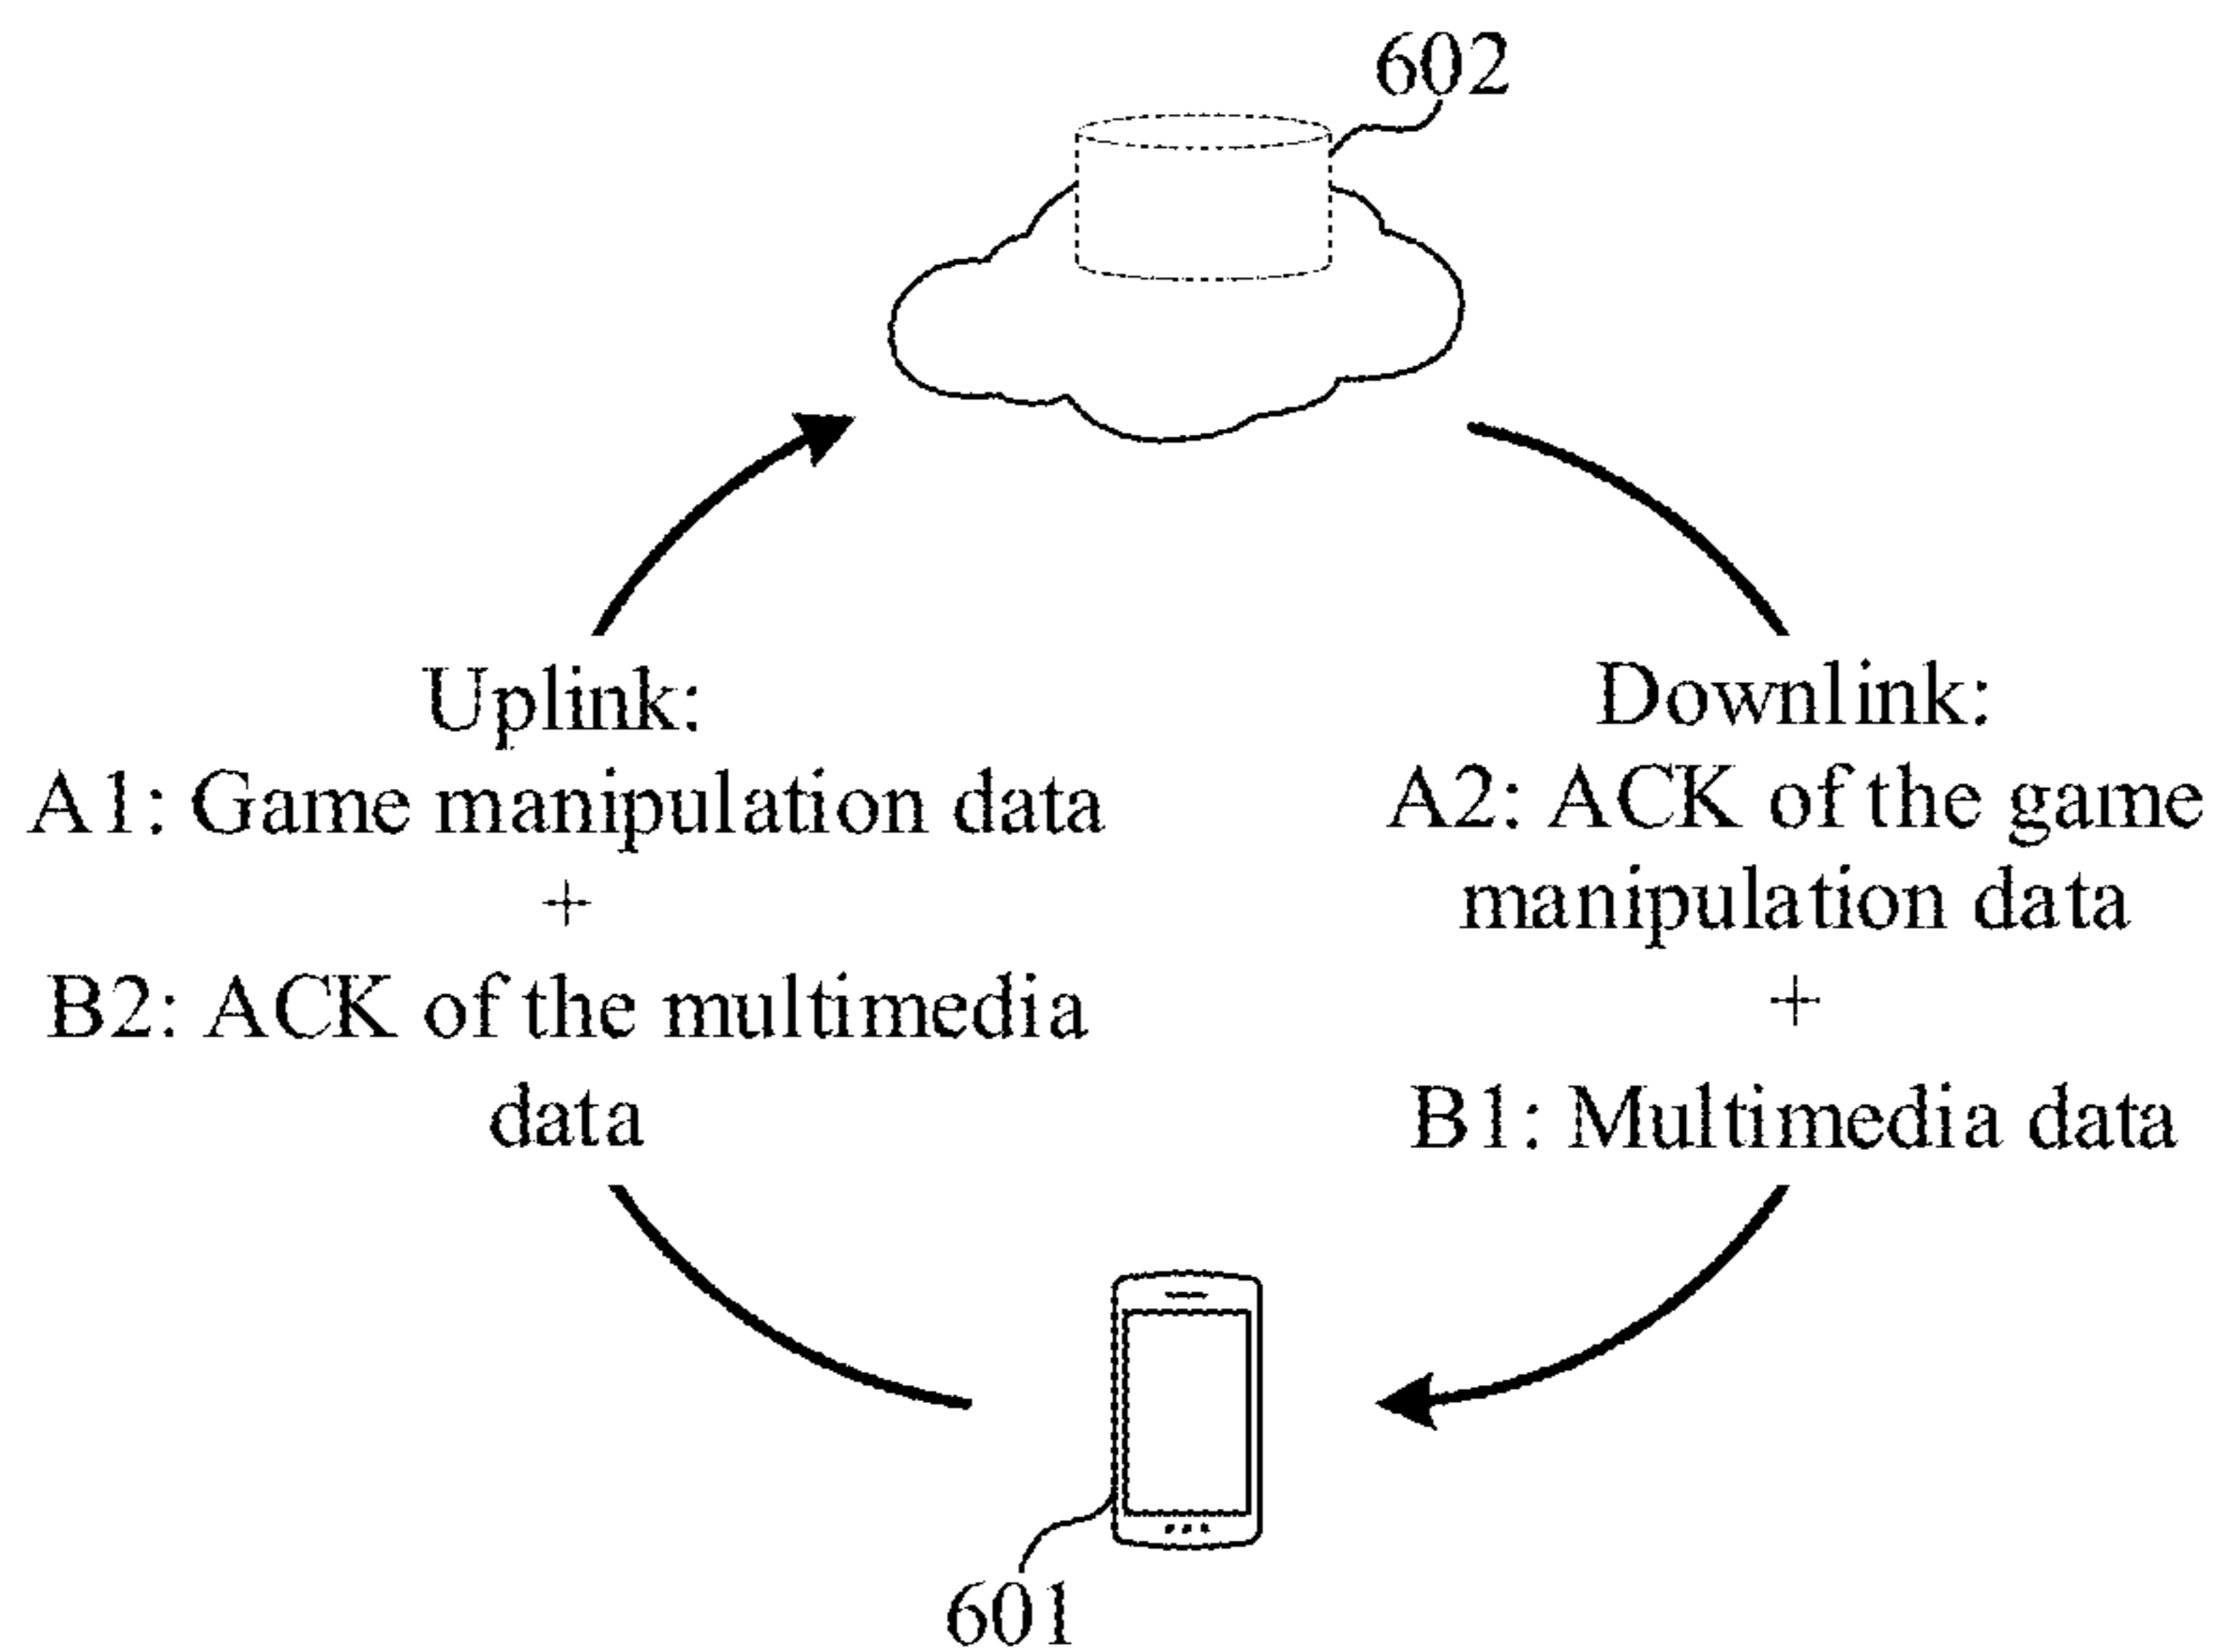 602
Uplink:
A1: Game manipulation data
+
B2: ACK of the multimedia
data
Downlink:
A2: ACK of the game
manipulation data
+
B1: Multimedia data
601